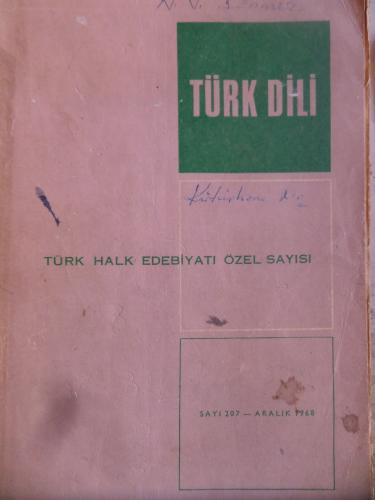 TÜRK DİLİ
TÜRK HALK EDEBİYATI ÖZEL SAYISI
SAYI 207 — ARALIK 1968